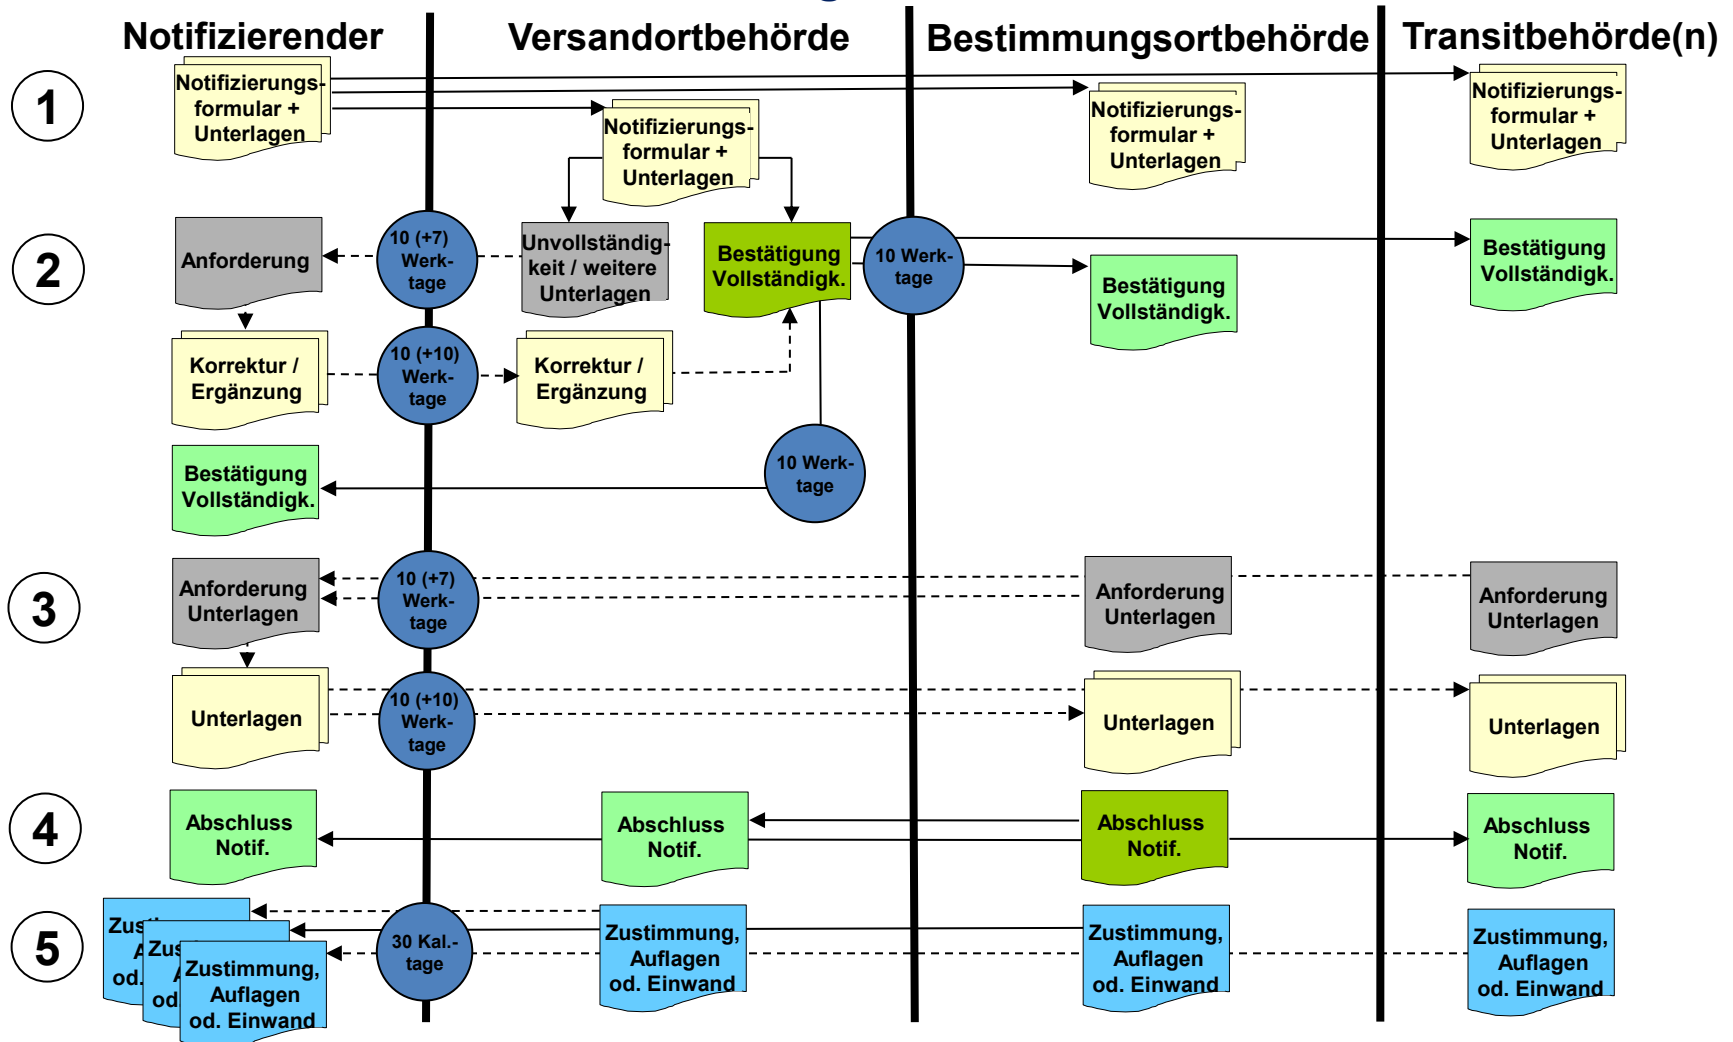 Notifizierender
Versandortbehörde
Bestimmungsortbehörde
Transitbehörde(n)
1
Notifizierungs-
formular +
Unterlagen
Notifizierungs-
formular +
Unterlagen
Notifizierungs-
formular +
Unterlagen
Notifizierungs-
formular +
Unterlagen
2
Anforderung
10 (+7)
Werk-
tage
Unvollständig-
keit / weitere
Unterlagen
Bestätigung
Vollständigk.
10 Werk-
tage
Bestätigung
Vollständigk.
Bestätigung
Vollständigk.
Korrektur /
Ergänzung
10 (+10)
Werk-
tage
Korrektur /
Ergänzung
Bestätigung
Vollständigk.
10 Werk-
tage
3
Anforderung
Unterlagen
10 (+7)
Werk-
tage
Anforderung
Unterlagen
Anforderung
Unterlagen
Unterlagen
10 (+10)
Werk-
tage
Unterlagen
Unterlagen
4
Abschluss
Notif.
Abschluss
Notif.
Abschluss
Notif.
Abschluss
Notif.
5
Zus
A
od.
Zus
A
od
Zustimmung,
Auflagen
od. Einwand
30 Kal.-
tage
Zustimmung,
Auflagen
od. Einwand
Zustimmung,
Auflagen
od. Einwand
Zustimmung,
Auflagen
od. Einwand